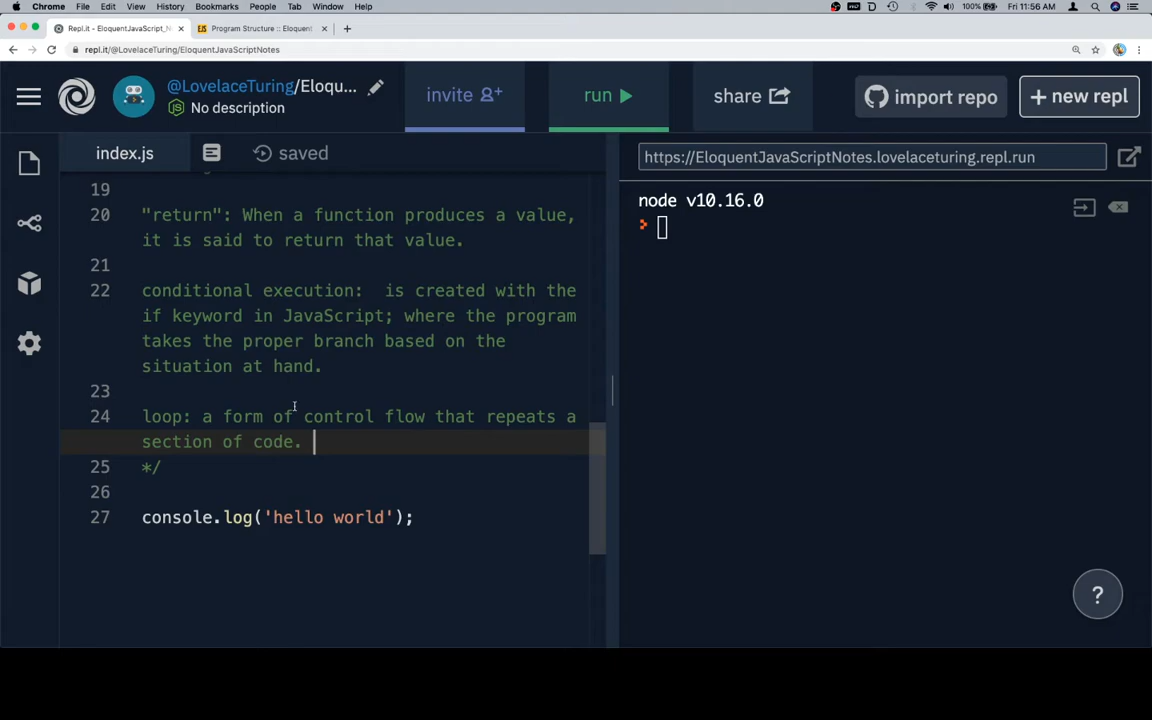 Chrome File Edit View History Bookmarks People Tab Window Help 100% Fri 11:56 AM
Repl.it - EloquentJavaScript_N × Program Structure :: Eloquent × +
repl.it/@LovelaceTuring/EloquentJavaScriptNotes
@LovelaceTuring/Eloqu...
No description
invite
run
share
import repo
+ new repl
index.js
saved
https://EloquentJavaScriptNotes.lovelaceturing.repl.run
19
20 "return": When a function produces a value,
it is said to return that value.
21
22 conditional execution:  is created with the
if keyword in JavaScript; where the program
takes the proper branch based on the
situation at hand.
23
24 loop: a form of control flow that repeats a
section of code.
25 */
26
27 console.log('hello world');
node v10.16.0
?